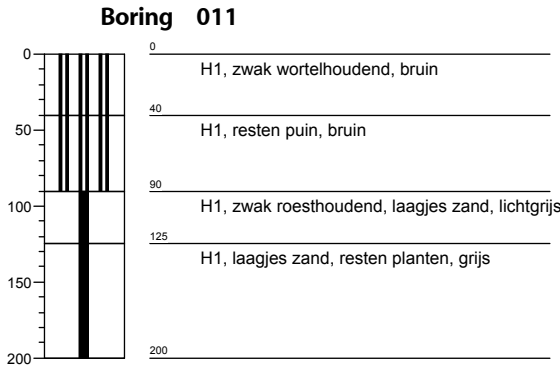 Boring 011
0
0
H1, zwak wortelhoudend, bruin
40
50
H1, resten puin, bruin
90
100
H1, zwak roesthoudend, laagjes zand, lichtgrijs
125
H1, laagjes zand, resten planten, grijs
150
200
200